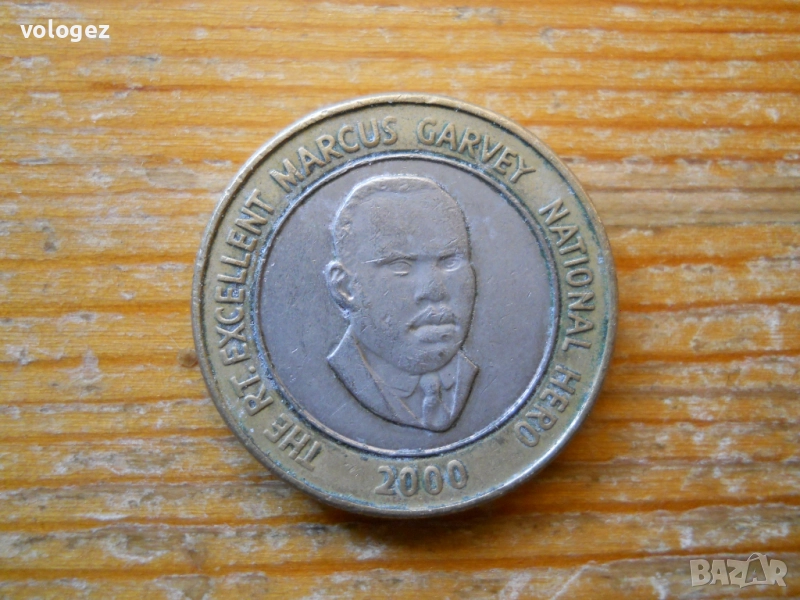 vologez
THE RT. EXCELLENT MARCUS GARVEY NATIONAL HERO
2000
BAZAR